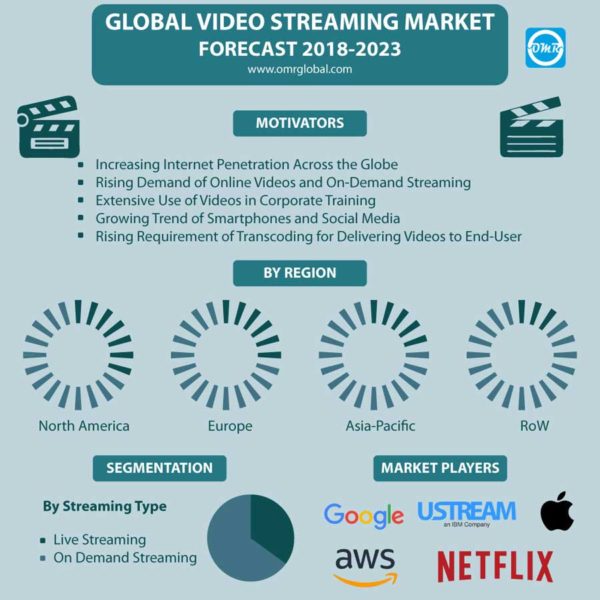 GLOBAL VIDEO STREAMING MARKET
FORECAST 2018-2023
www.omrglobal.com
OMR
MOTIVATORS
Increasing Internet Penetration Across the Globe
Rising Demand of Online Videos and On-Demand Streaming
Extensive Use of Videos in Corporate Training
Growing Trend of Smartphones and Social Media
Rising Requirement of Transcoding for Delivering Videos to End-User
BY REGION
North America
Europe
Asia-Pacific
RoW
SEGMENTATION
By Streaming Type
Live Streaming
On Demand Streaming
MARKET PLAYERS
Google
USTREAM
an IBM Company
aws
NETFLIX